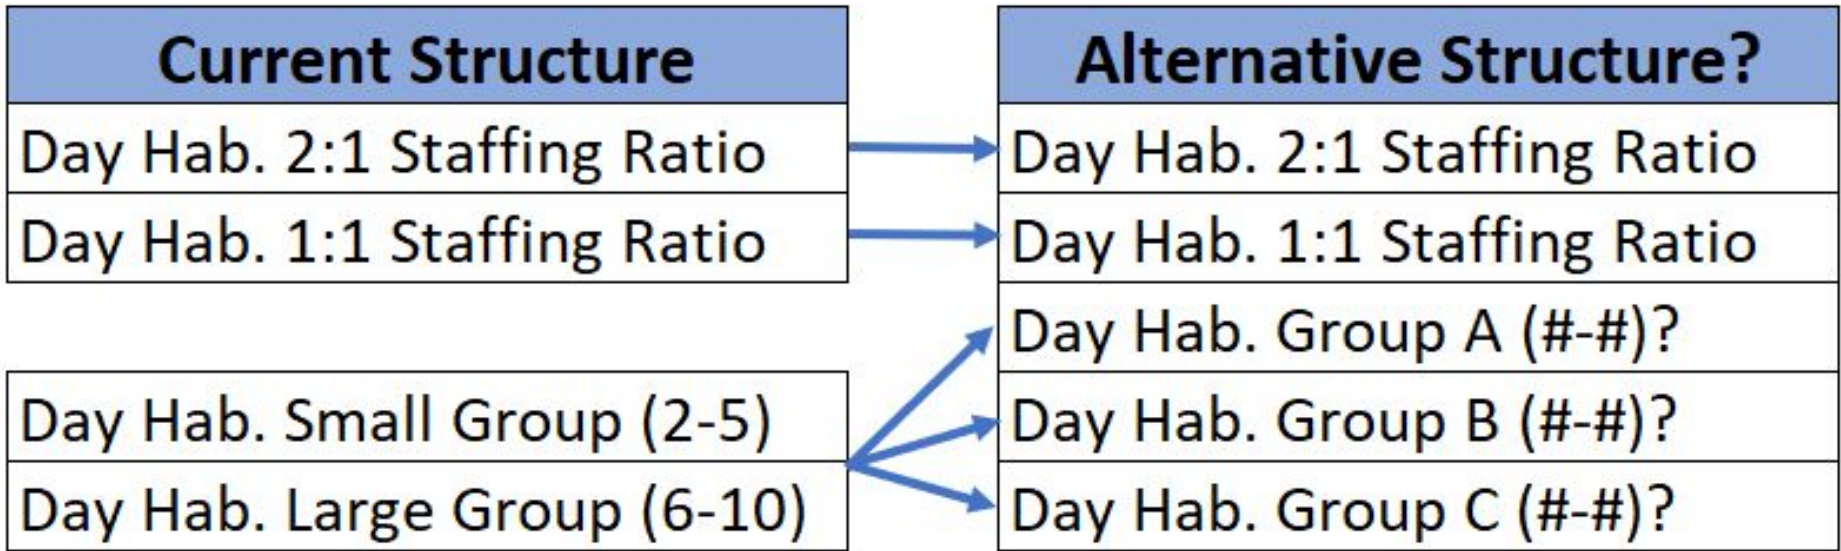 Current Structure
Day Hab. 2:1 Staffing Ratio
Day Hab. 1:1 Staffing Ratio
Day Hab. Small Group (2-5)
Day Hab. Large Group (6-10)
Alternative Structure?
Day Hab. 2:1 Staffing Ratio
Day Hab. 1:1 Staffing Ratio
Day Hab. Group A (#-#)?
Day Hab. Group B (#-#)?
Day Hab. Group C (#-#)?